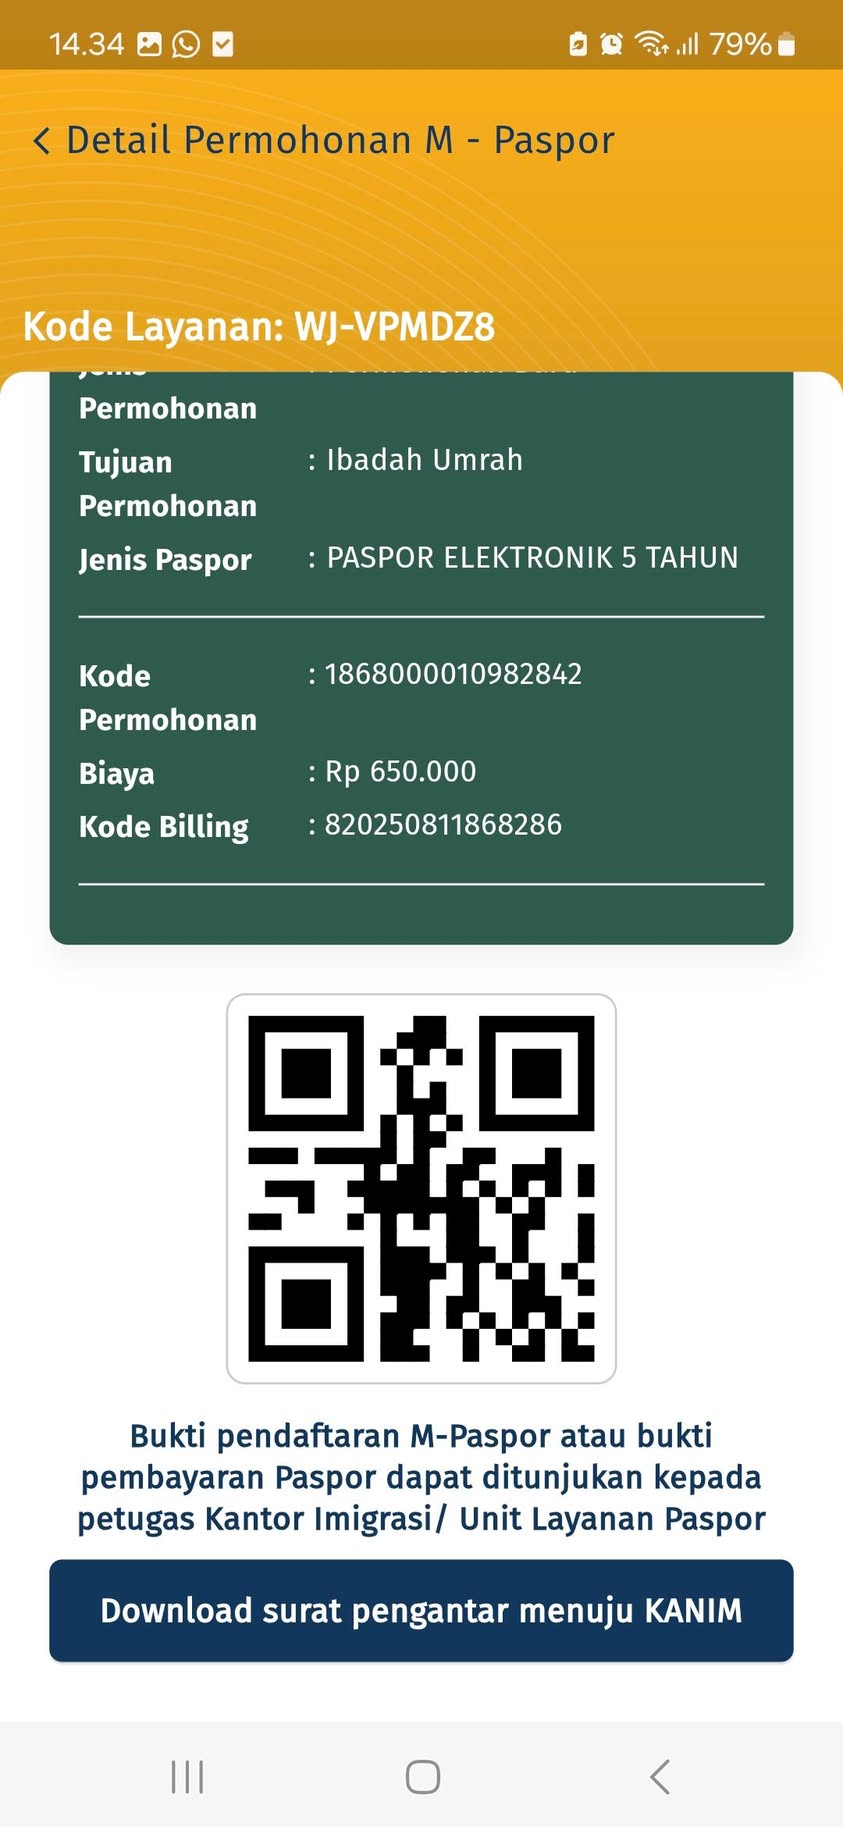 14.34
79%
Detail Permohonan M - Paspor
Kode Layanan: WJ-VPMDZ8
Permohonan
Tujuan Permohonan : Ibadah Umrah
Jenis Paspor : PASPOR ELEKTRONIK 5 TAHUN
Kode Permohonan : 1868000010982842
Biaya : Rp 650.000
Kode Billing : 820250811868286
Bukti pendaftaran M-Paspor atau bukti
pembayaran Paspor dapat ditunjukan kepada
petugas Kantor Imigrasi/ Unit Layanan Paspor
Download surat pengantar menuju KANIM